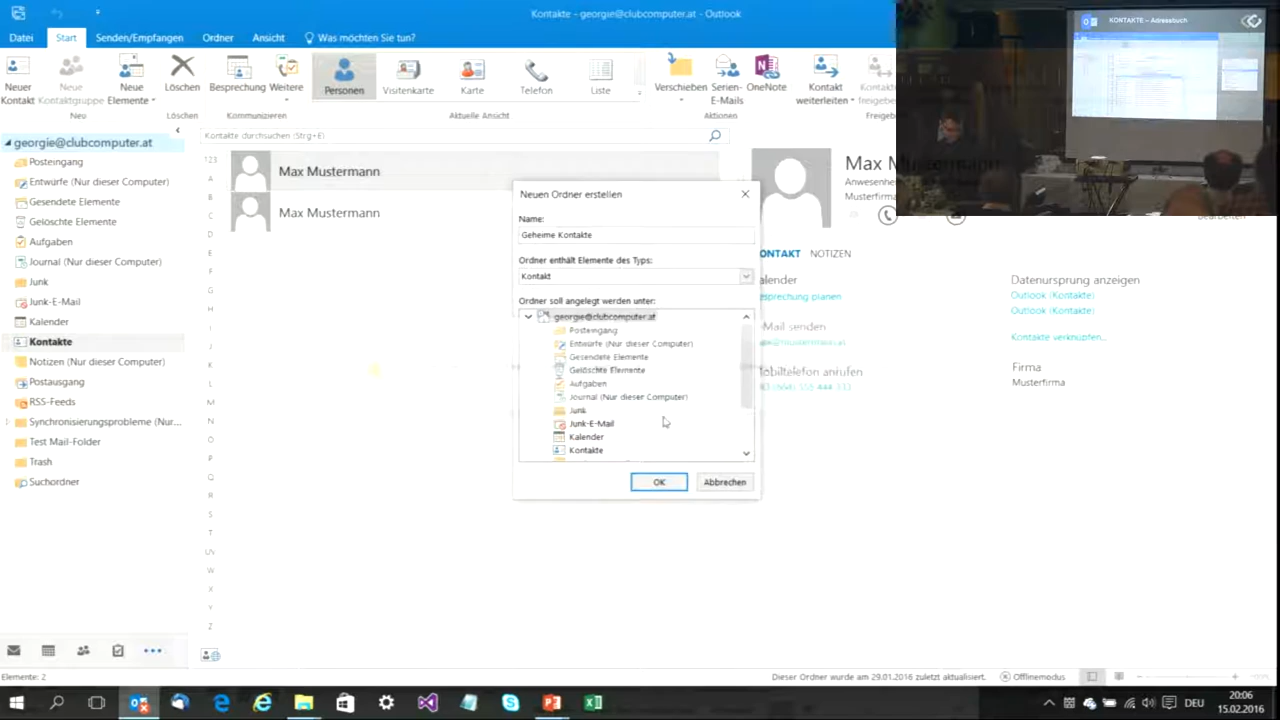 Kontakte - georgie@clubcomputer.at - Outlook
Datei Start Senden/Empfangen Ordner Ansicht Was möchten Sie tun?
Neuer Kontakt
Neue Kontaktgruppe
Neue Elemente
Neu
Löschen
Löschen
Besprechung
Weitere
Kommunizieren
Personen
Visitenkarte
Karte
Telefon
Liste
Aktuelle Ansicht
Verschieben
Serien-E-Mails
OneNote
Aktionen
Kontakt weiterleiten
KONTAKTE – Adressbuch
georgie@clubcomputer.at
Posteingang
Entwürfe (Nur dieser Computer)
Gesendete Elemente
Gelöschte Elemente
Aufgaben
Journal (Nur dieser Computer)
Junk
Junk-E-Mail
Kalender
Kontakte
Notizen (Nur dieser Computer)
Postausgang
RSS-Feeds
Synchronisierungsprobleme (Nur...
Test Mail-Folder
Trash
Suchordner
Kontakte durchsuchen (Strg+E)
123
A
B
C
D
E
F
G
H
I
J
K
L
M
N
O
P
Q
R
S
T
UV
W
X
Y
Z
Max Mustermann
Max Mustermann
Neuen Ordner erstellen
Name:
Geheime Kontakte
Ordner enthält Elemente des Typs:
Kontakt
Ordner soll angelegt werden unter:
georgie@clubcomputer.at
Posteingang
Entwürfe (Nur dieser Computer)
Gesendete Elemente
Gelöschte Elemente
Aufgaben
Journal (Nur dieser Computer)
Junk
Junk-E-Mail
Kalender
Kontakte
OK Abbrechen
Max Mustermann
Musterfirma
NOTIZEN
Datenursprung anzeigen
Outlook (Kontakte)
Outlook (Kontakte)
Kontakte verknüpfen...
Firma
Musterfirma
Elemente: 2
Dieser Ordner wurde am 29.01.2016 zuletzt aktualisiert.
Offlinemodus
DEU
20:06
15.02.2016